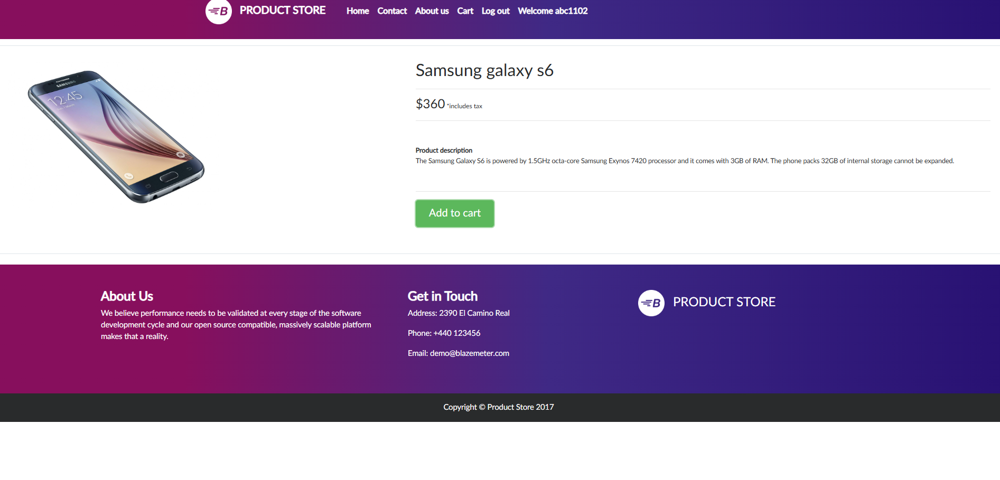 B PRODUCT STORE Home Contact About us Cart Log out Welcome abc1102
SAMSUNG
12:45
Samsung galaxy s6
$360 *includes tax
Product description
The Samsung Galaxy S6 is powered by 1.5GHz octa-core Samsung Exynos 7420 processor and it comes with 3GB of RAM. The phone packs 32GB of internal storage cannot be expanded.
Add to cart
About Us
We believe performance needs to be validated at every stage of the software
development cycle and our open source compatible, massively scalable platform
makes that a reality.
Get in Touch
Address: 2390 El Camino Real
Phone: +440 123456
Email: demo@blazemeter.com
B PRODUCT STORE
Copyright © Product Store 2017